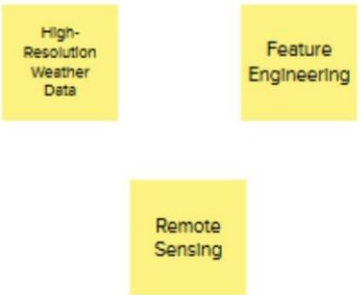 High-
Resolution
Weather
Data
Feature
Engineering
Remote
Sensing